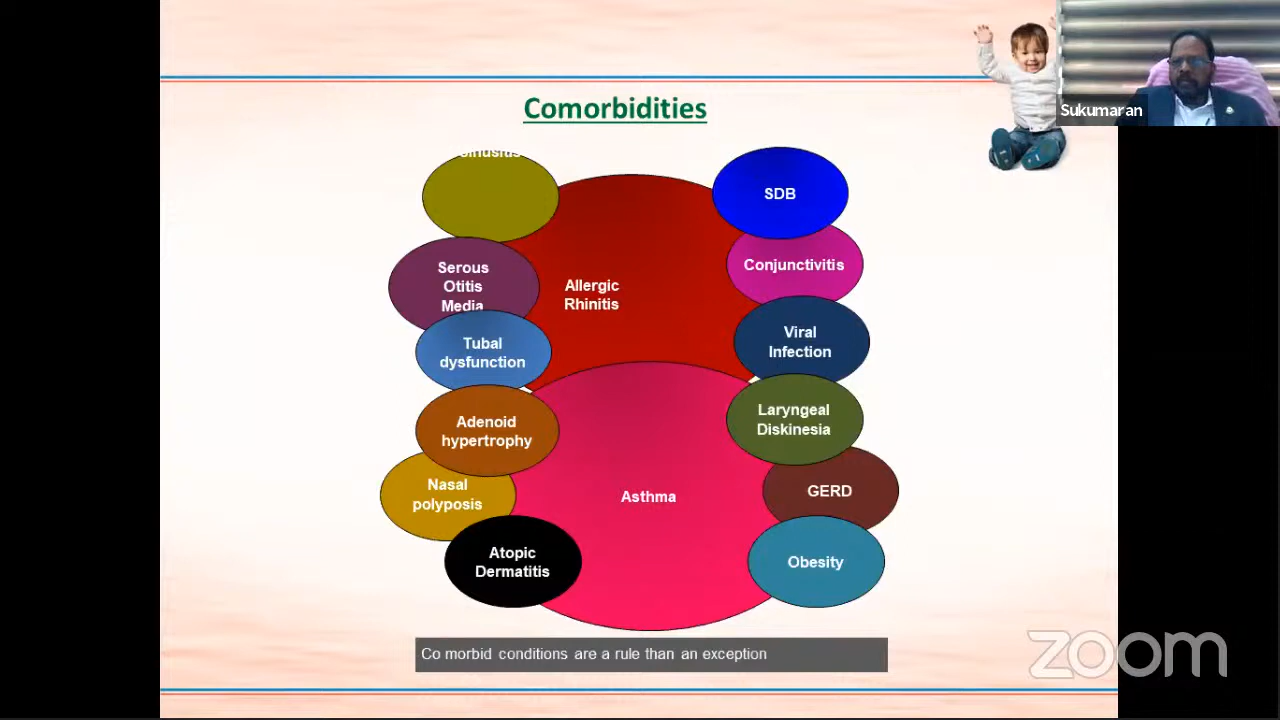 Comorbidities
Sukumaran
SDB
Conjunctivitis
Serous
Otitis
Media
Allergic
Rhinitis
Viral
Infection
Tubal
dysfunction
Laryngeal
Diskinesia
Adenoid
hypertrophy
Nasal
polyposis
Asthma
GERD
Atopic
Dermatitis
Obesity
Co morbid conditions are a rule than an exception
zoom